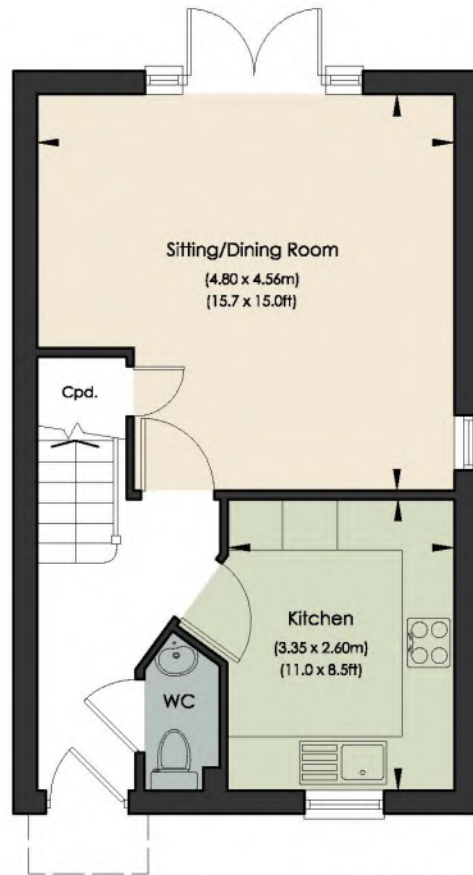 Sitting/Dining Room
(4.80 x 4.56m)
(15.7 x 15.0ft)
Cpd.
Kitchen
(3.35 x 2.60m)
(11.0 x 8.5ft)
WC